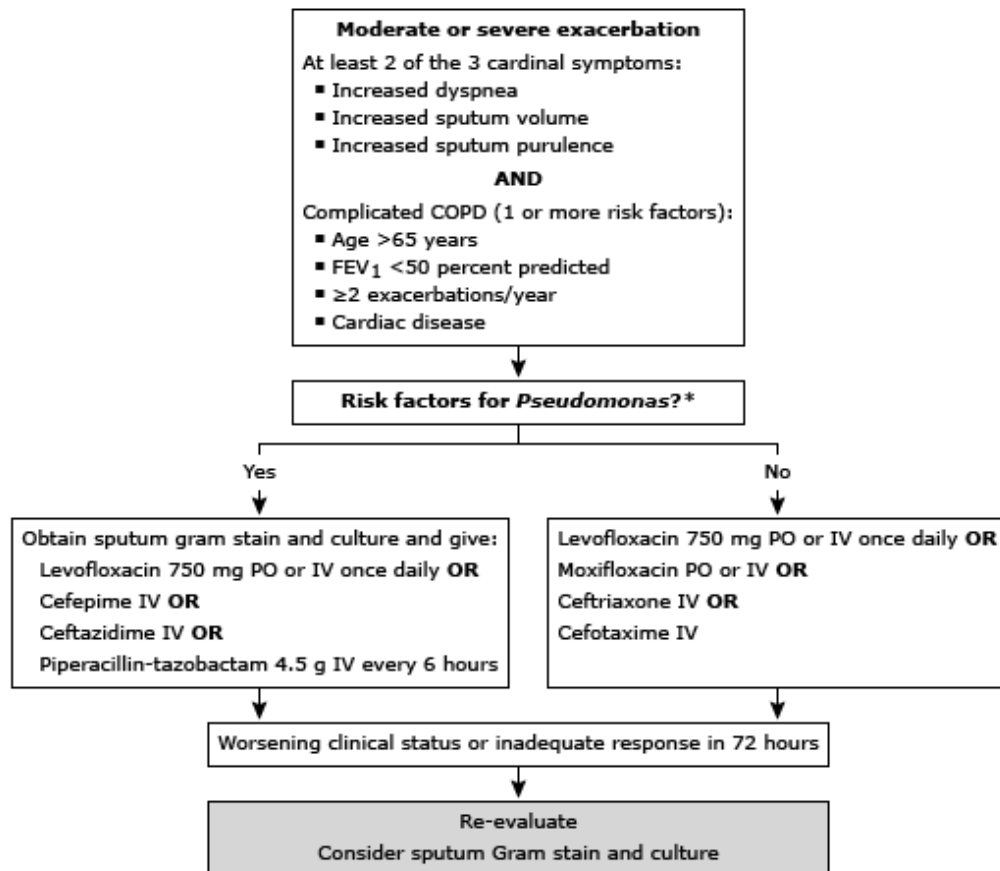 Moderate or severe exacerbation
At least 2 of the 3 cardinal symptoms:
▪ Increased dyspnea
▪ Increased sputum volume
▪ Increased sputum purulence
AND
Complicated COPD (1 or more risk factors):
▪ Age >65 years
▪ FEV1 <50 percent predicted
▪ ≥2 exacerbations/year
▪ Cardiac disease
Risk factors for Pseudomonas?*
Yes
No
Obtain sputum gram stain and culture and give:
Levofloxacin 750 mg PO or IV once daily OR
Cefepime IV OR
Ceftazidime IV OR
Piperacillin-tazobactam 4.5 g IV every 6 hours
Levofloxacin 750 mg PO or IV once daily OR
Moxifloxacin PO or IV OR
Ceftriaxone IV OR
Cefotaxime IV
Worsening clinical status or inadequate response in 72 hours
Re-evaluate
Consider sputum Gram stain and culture